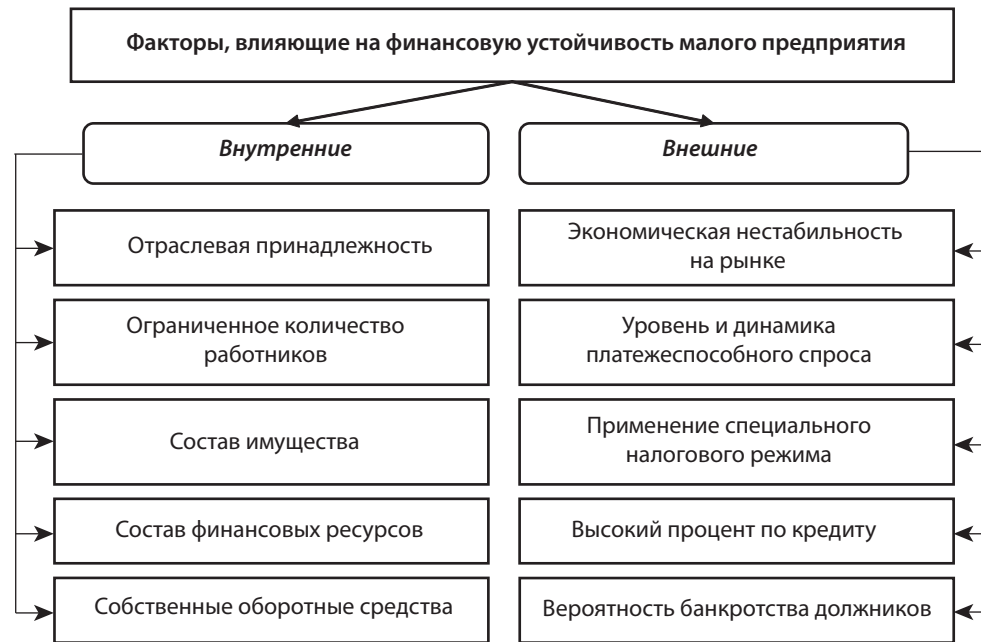 Факторы, влияющие на финансовую устойчивость малого предприятия
Внутренние
Отраслевая принадлежность
Ограниченное количество
работников
Состав имущества
Состав финансовых ресурсов
Собственные оборотные средства
Внешние
Экономическая нестабильность
на рынке
Уровень и динамика
платежеспособного спроса
Применение специального
налогового режима
Высокий процент по кредиту
Вероятность банкротства должников